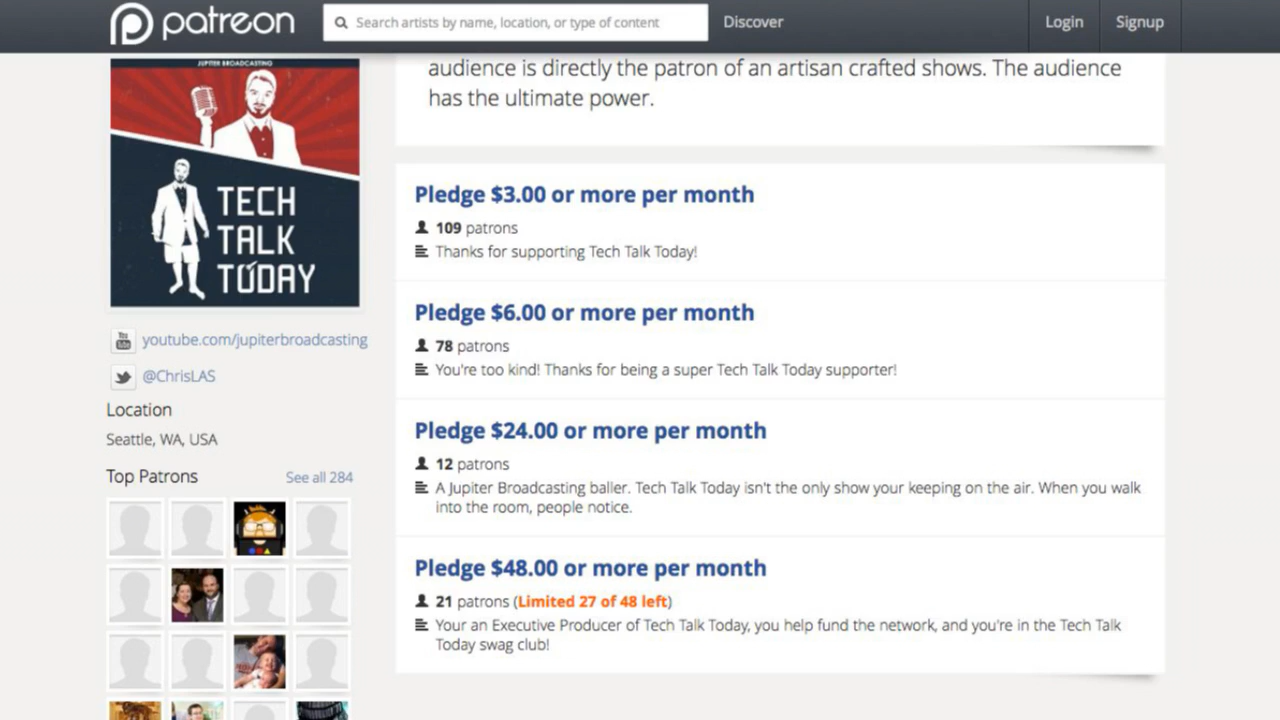 patreon
Search artists by name, location, or type of content
Discover
Login
Signup
JUPITER BROADCASTING
TECH
TALK
TODAY
youtube.com/jupiterbroadcasting
@ChrisLAS
Location
Seattle, WA, USA
Top Patrons
See all 284
audience is directly the patron of an artisan crafted shows. The audience
has the ultimate power.
Pledge $3.00 or more per month
109 patrons
Thanks for supporting Tech Talk Today!
Pledge $6.00 or more per month
78 patrons
You're too kind! Thanks for being a super Tech Talk Today supporter!
Pledge $24.00 or more per month
12 patrons
A Jupiter Broadcasting baller. Tech Talk Today isn't the only show your keeping on the air. When you walk
into the room, people notice.
Pledge $48.00 or more per month
21 patrons (Limited 27 of 48 left)
Your an Executive Producer of Tech Talk Today, you help fund the network, and you're in the Tech Talk
Today swag club!